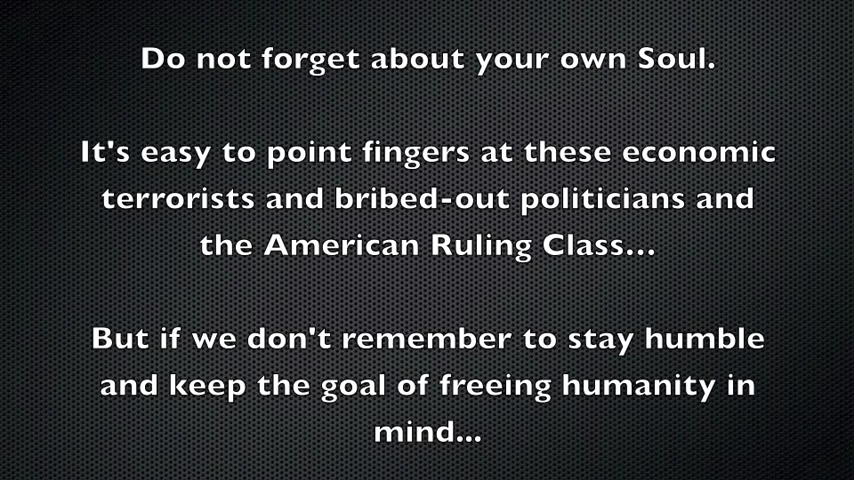 Do not forget about your own Soul.
It's easy to point fingers at these economic
terrorists and bribed-out politicians and
the American Ruling Class...
But if we don't remember to stay humble
and keep the goal of freeing humanity in
mind...